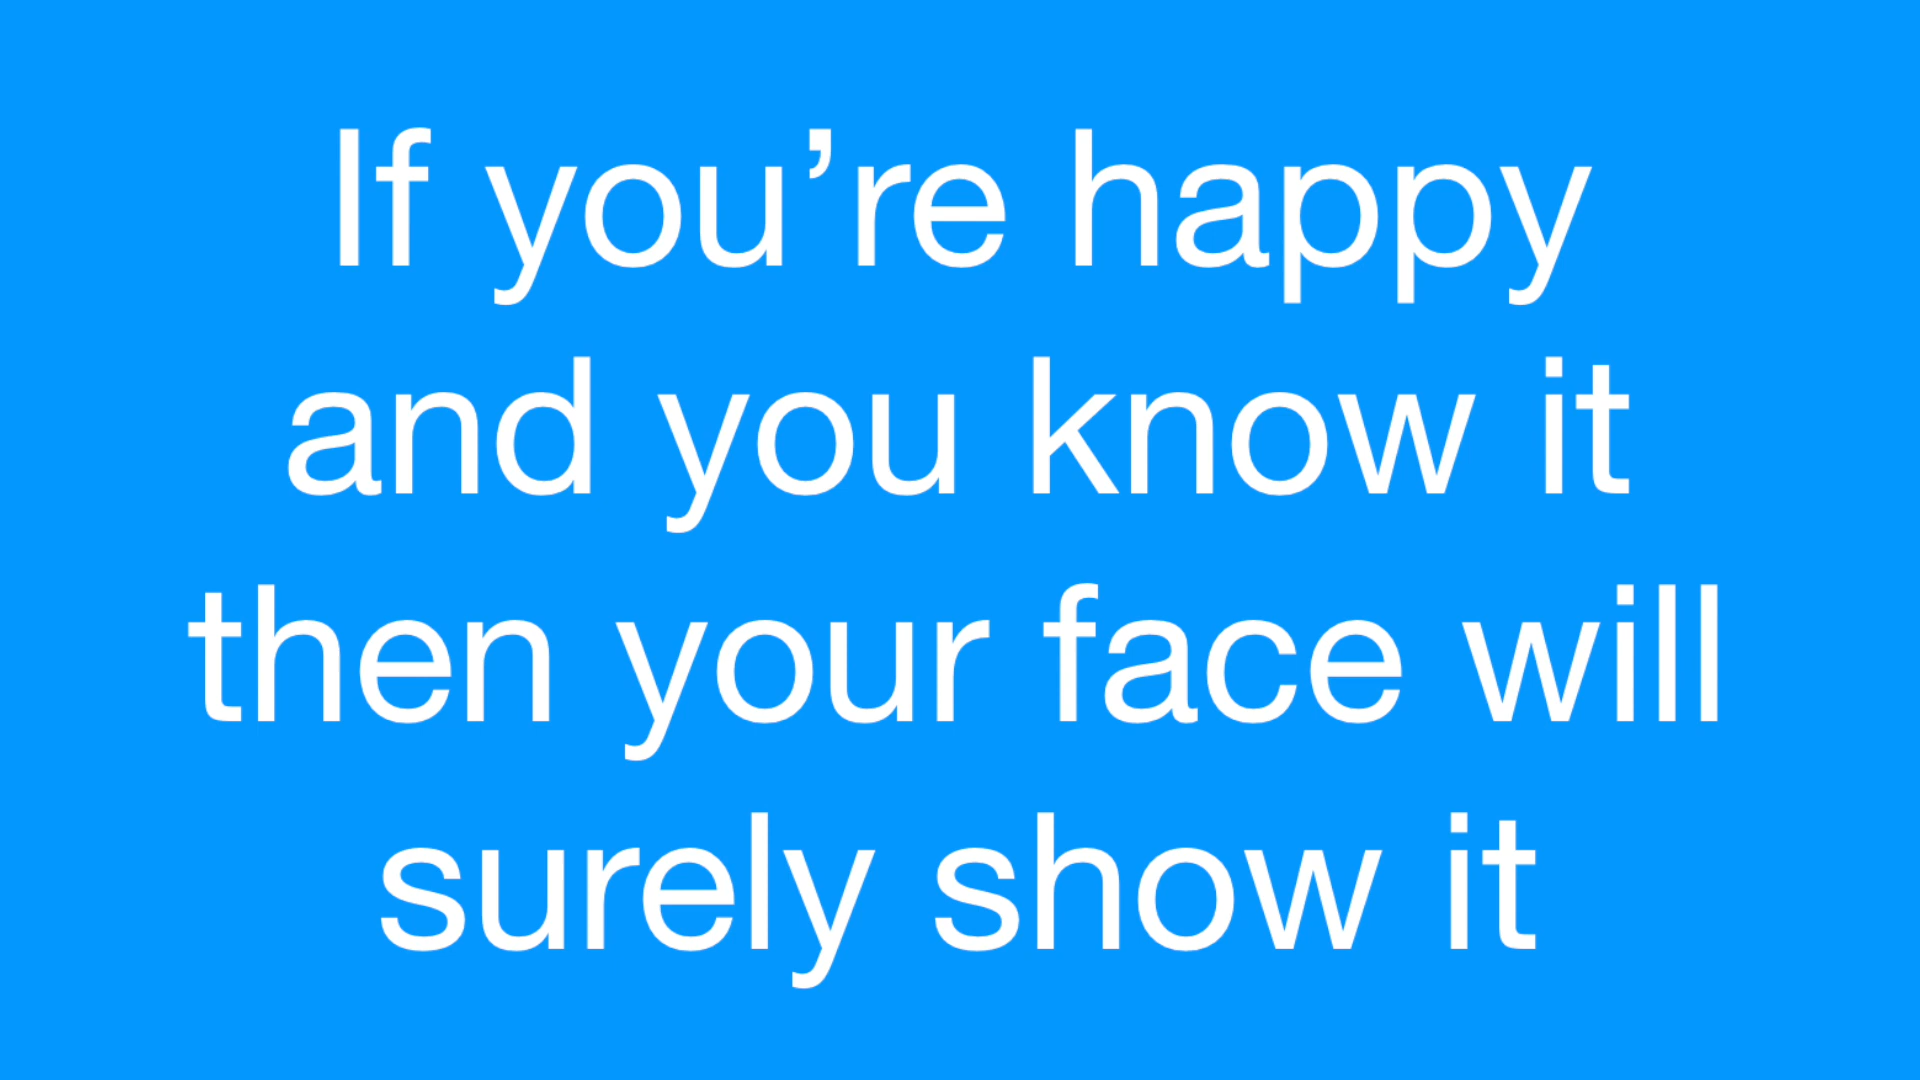 If you’re happy
and you know it
then your face will
surely show it